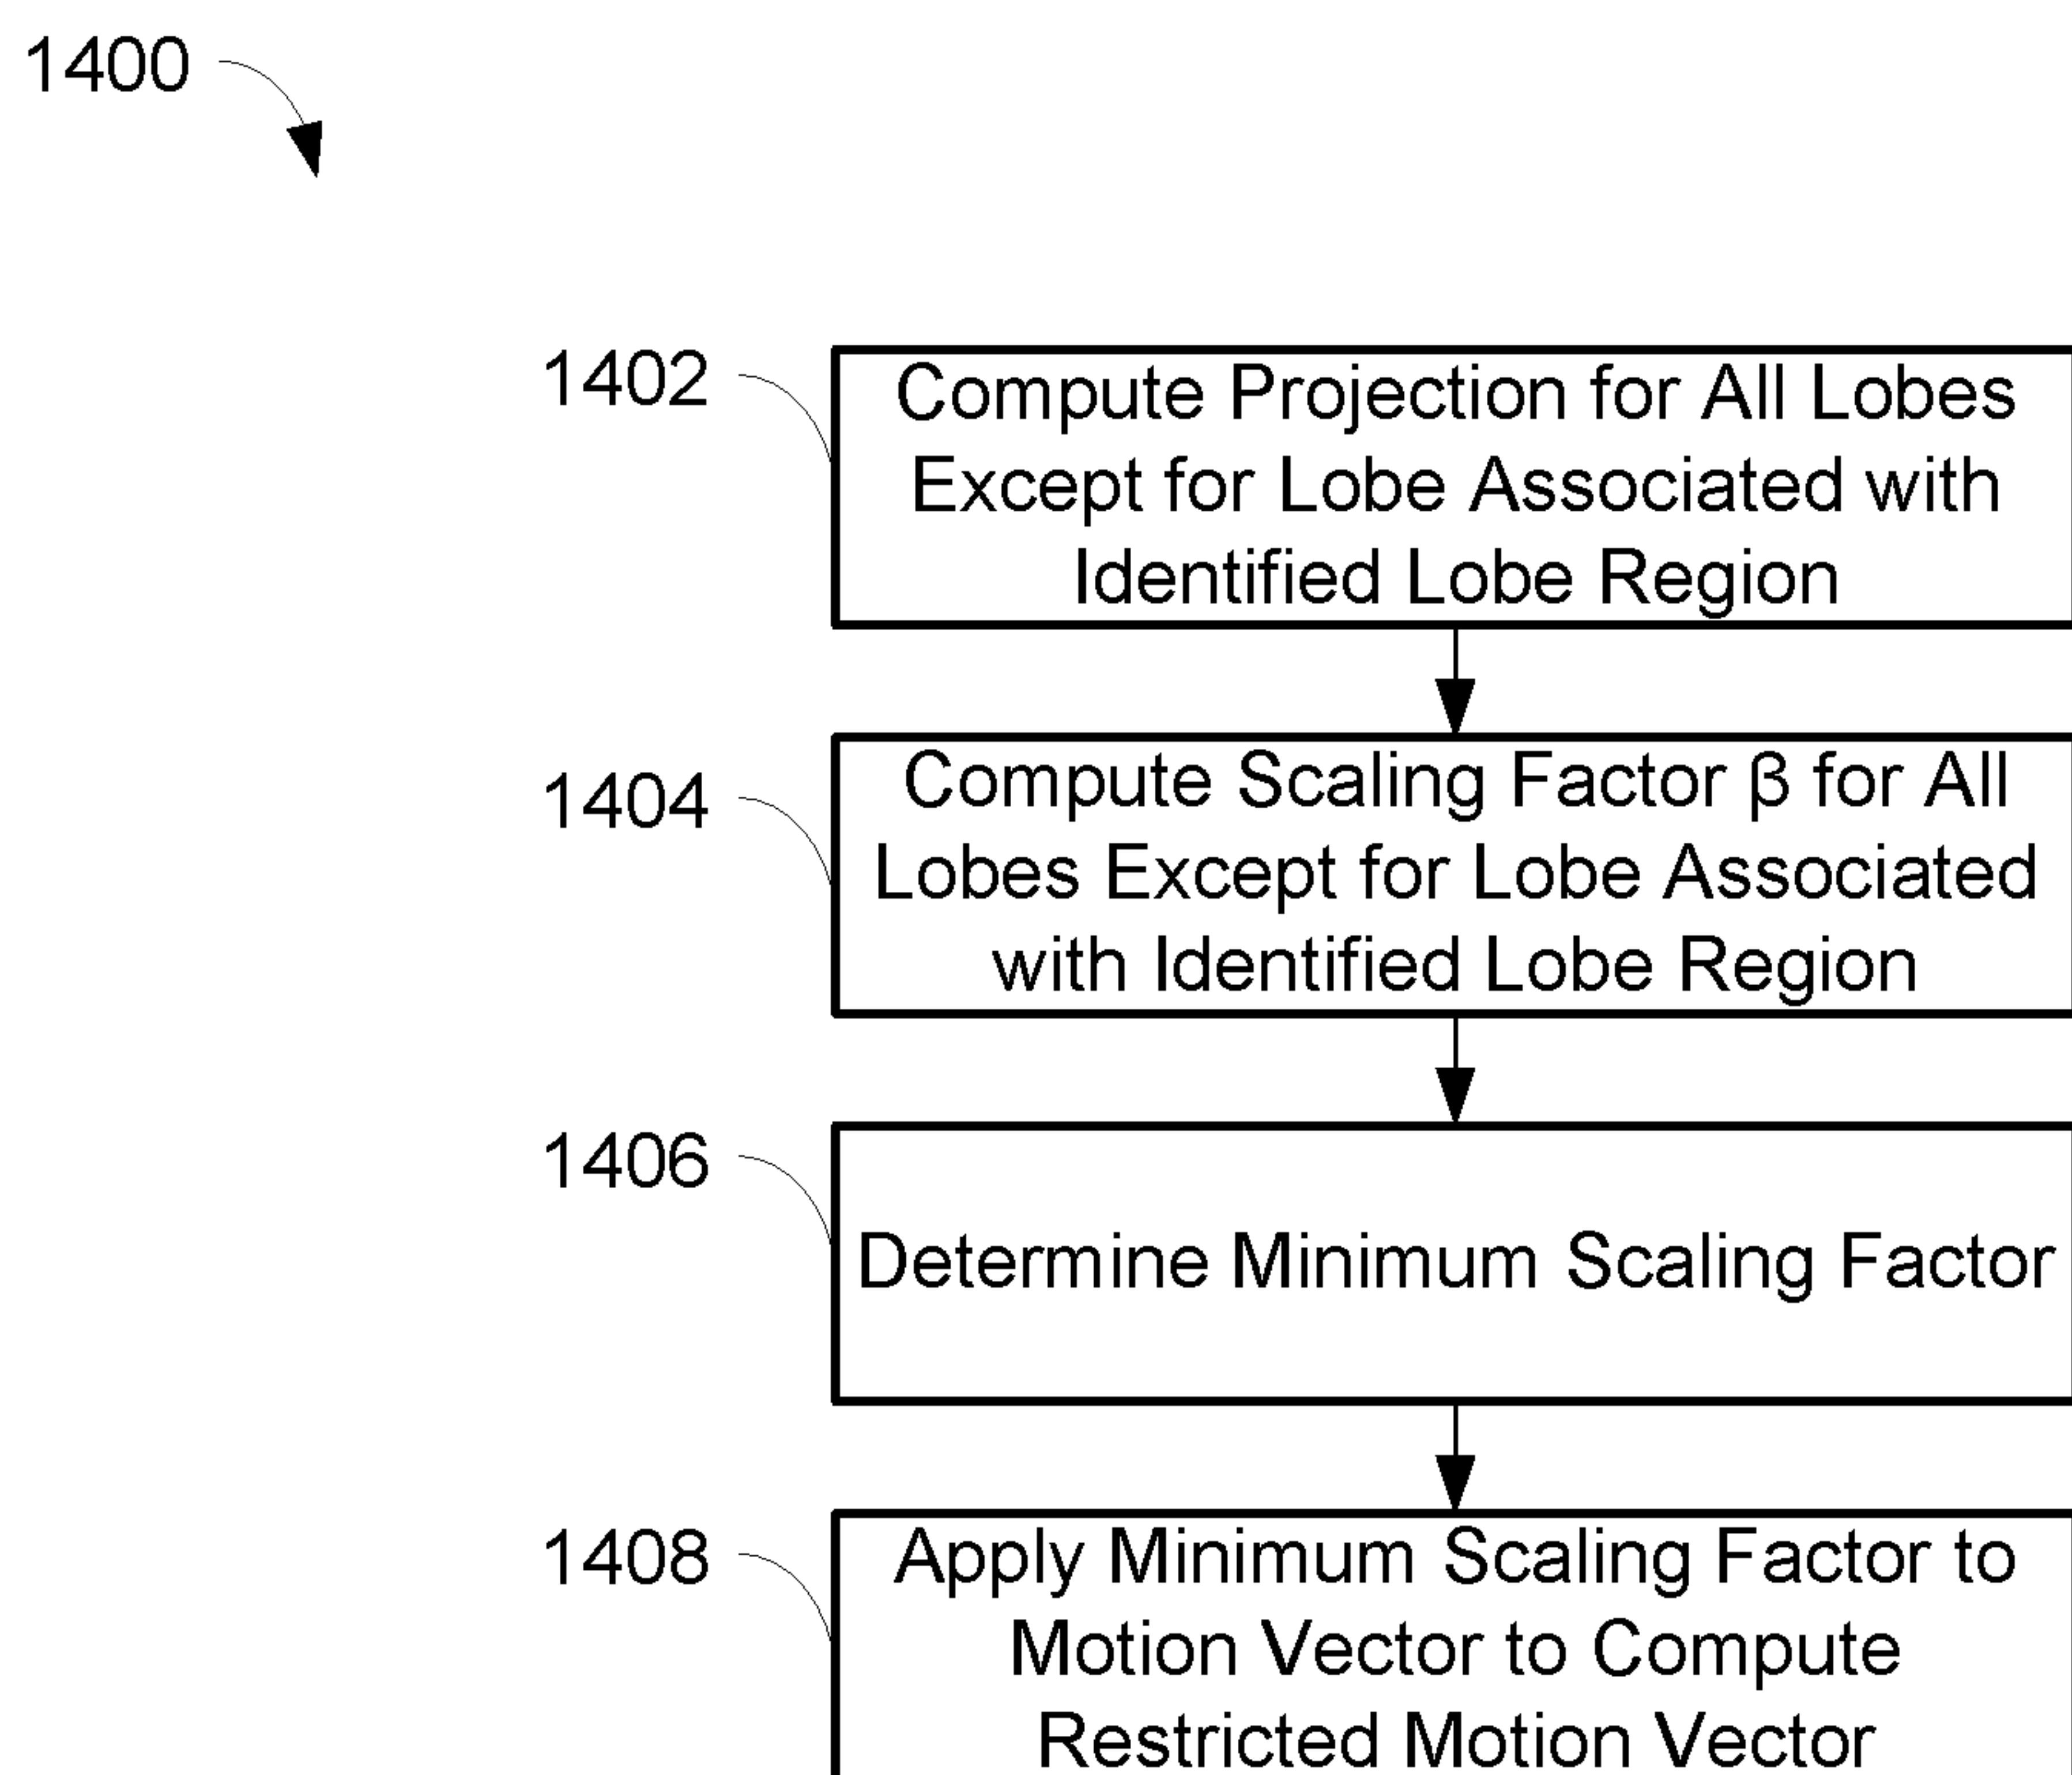 1400
1402
Compute Projection for All Lobes
Except for Lobe Associated with
Identified Lobe Region
1404
Compute Scaling Factor β for All
Lobes Except for Lobe Associated
with Identified Lobe Region
1406
Determine Minimum Scaling Factor
1408
Apply Minimum Scaling Factor to
Motion Vector to Compute
Restricted Motion Vector